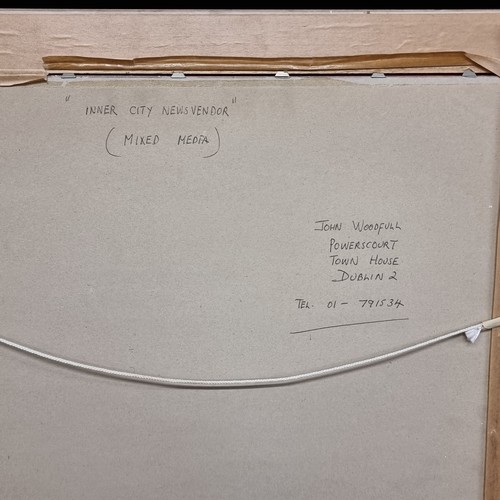 "INNER CITY NEWSVENDOR"
(MIXED MEDIA)
JOHN WOODFULL
POWERSCOURT
TOWN HOUSE
DUBLIN 2
TEL. 01 - 791534